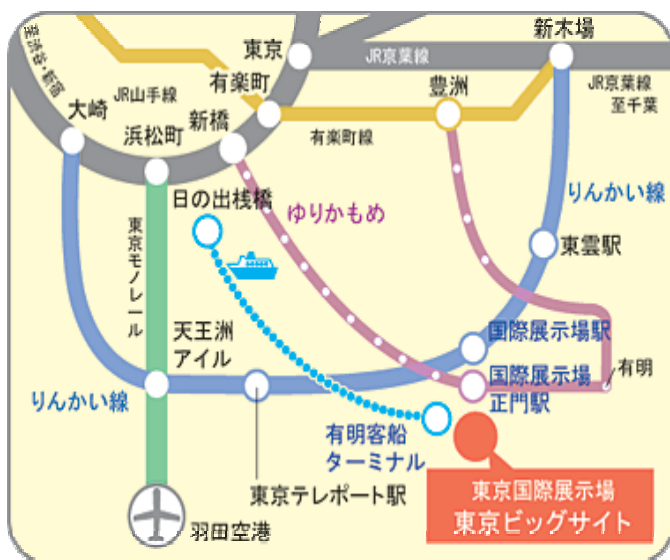 至渋谷・新宿
東京
JR京葉線
新木場
JR京葉線
至千葉
JR山手線
有楽町
豊洲
大崎
浜松町
新橋
有楽町線
日の出桟橋
ゆりかもめ
りんかい線
東京モノレール
東雲駅
天王洲
アイル
国際展示場駅
有明
国際展示場
正門駅
りんかい線
有明客船
ターミナル
東京テレポート駅
羽田空港
東京国際展示場
東京ビッグサイト